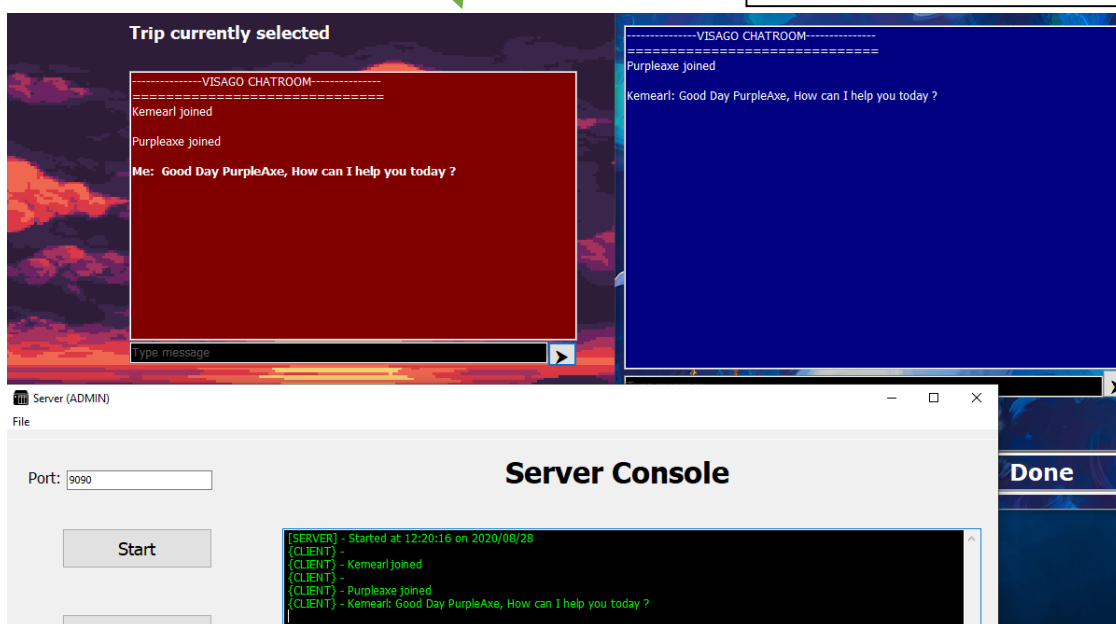 Trip currently selected
---------------VISAGO CHATROOM---------------
==============================
Kemearl joined
Purpleaxe joined
Me:  Good Day PurpleAxe, How can I help you today ?
Type message
---------------VISAGO CHATROOM---------------
==============================
Purpleaxe joined
Kemearl: Good Day PurpleAxe, How can I help you today ?
Server (ADMIN)
File
Port: 9090
Server Console
Done
Start
[SERVER] - Started at 12:20:16 on 2020/08/28
{CLIENT} -
{CLIENT} - Kemearl joined
{CLIENT} -
{CLIENT} - Purpleaxe joined
{CLIENT} - Kemearl: Good Day PurpleAxe, How can I help you today ?